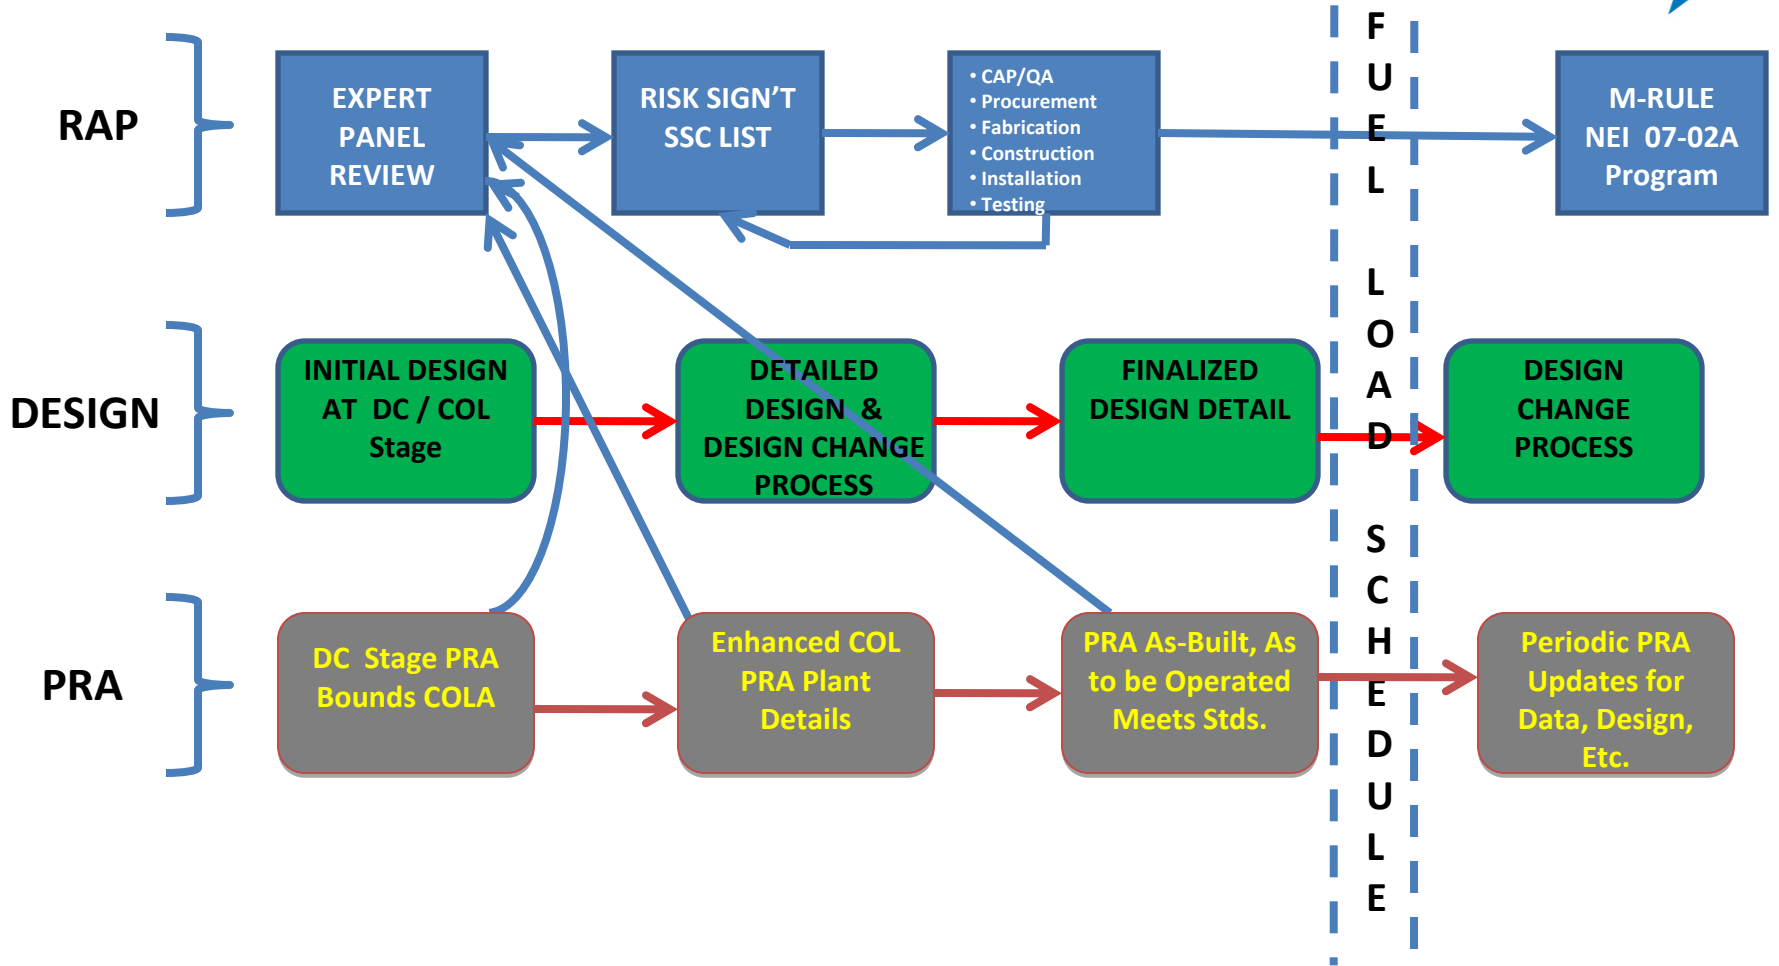 RAP
EXPERT
PANEL
REVIEW
RISK SIGN’T
SSC LIST
• CAP/QA
• Procurement
• Fabrication
• Construction
• Installation
• Testing
M-RULE
NEI 07-02A
Program
DESIGN
INITIAL DESIGN
AT DC / COL
Stage
DETAILED
DESIGN &
DESIGN CHANGE
PROCESS
FINALIZED
DESIGN DETAIL
DESIGN
CHANGE
PROCESS
PRA
DC Stage PRA
Bounds COLA
Enhanced COL
PRA Plant
Details
PRA As-Built, As
to be Operated
Meets Stds.
Periodic PRA
Updates for
Data, Design,
Etc.
F
U
E
L
L
O
A
D
S
C
H
E
D
U
L
E